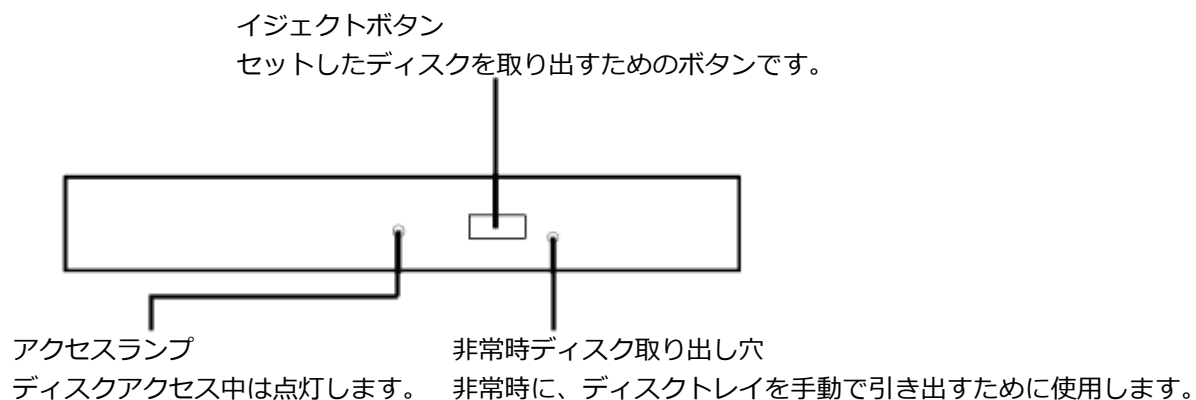 イジェクトボタン
セットしたディスクを取り出すためのボタンです。
アクセスランプ
ディスクアクセス中は点灯します。
非常時ディスク取り出し穴
非常時に、ディスクトレイを手動で引き出すために使用します。